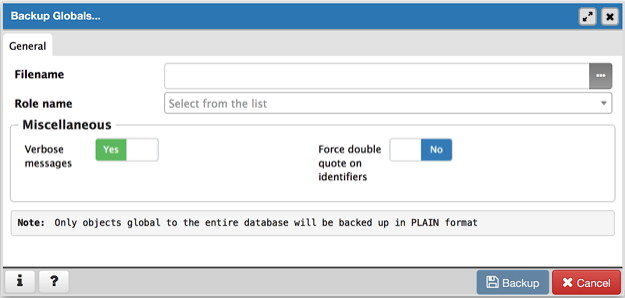 Backup Globals...
General
Filename
Role name
Select from the list
Miscellaneous
Verbose messages
Yes
Force double quote on identifiers
No
Note: Only objects global to the entire database will be backed up in PLAIN format
i
?
Backup
Cancel